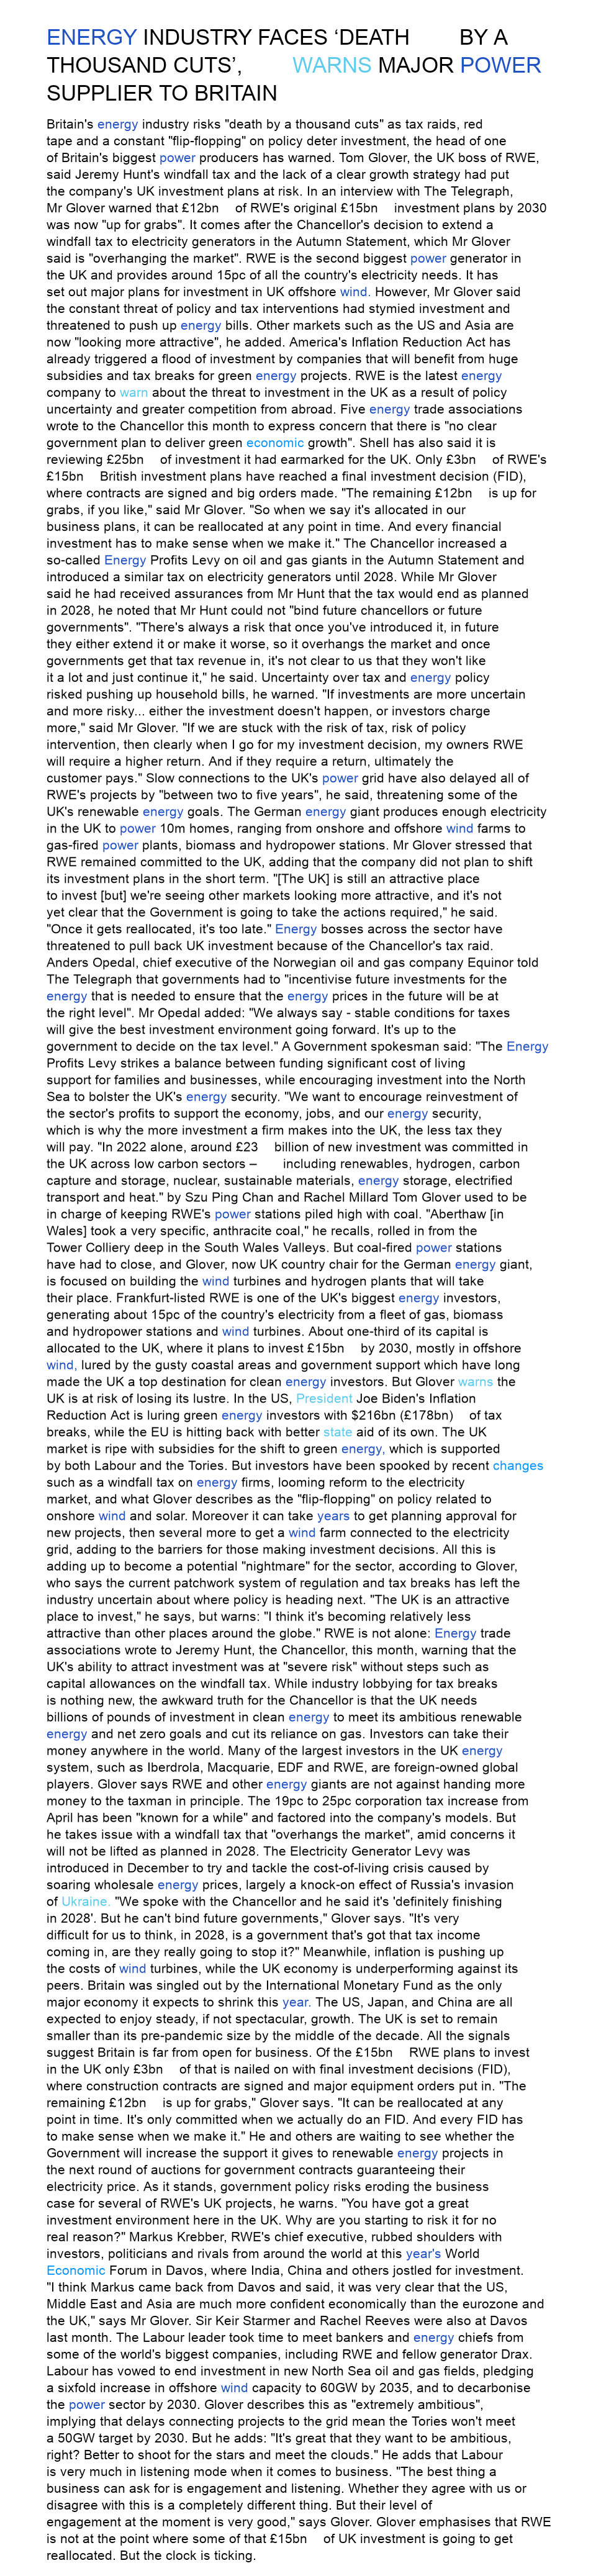 ENERGY INDUSTRY FACES ‘DEATH BY A
THOUSAND CUTS’, WARNS MAJOR POWER
SUPPLIER TO BRITAIN
Britain's energy industry risks "death by a thousand cuts" as tax raids, red
tape and a constant "flip-flopping" on policy deter investment, the head of one
of Britain's biggest power producers has warned. Tom Glover, the UK boss of RWE,
said Jeremy Hunt's windfall tax and the lack of a clear growth strategy had put
the company's UK investment plans at risk. In an interview with The Telegraph,
Mr Glover warned that £12bn of RWE's original £15bn investment plans by 2030
was now "up for grabs". It comes after the Chancellor's decision to extend a
windfall tax to electricity generators in the Autumn Statement, which Mr Glover
said is "overhanging the market". RWE is the second biggest power generator in
the UK and provides around 15pc of all the country's electricity needs. It has
set out major plans for investment in UK offshore wind. However, Mr Glover said
the constant threat of policy and tax interventions had stymied investment and
threatened to push up energy bills. Other markets such as the US and Asia are
now "looking more attractive", he added. America's Inflation Reduction Act has
already triggered a flood of investment by companies that will benefit from huge
subsidies and tax breaks for green energy projects. RWE is the latest energy
company to warn about the threat to investment in the UK as a result of policy
uncertainty and greater competition from abroad. Five energy trade associations
wrote to the Chancellor this month to express concern that there is "no clear
government plan to deliver green economic growth". Shell has also said it is
reviewing £25bn of investment it had earmarked for the UK. Only £3bn of RWE's
£15bn British investment plans have reached a final investment decision (FID),
where contracts are signed and big orders made. "The remaining £12bn is up for
grabs, if you like," said Mr Glover. "So when we say it's allocated in our
business plans, it can be reallocated at any point in time. And every financial
investment has to make sense when we make it." The Chancellor increased a
so-called Energy Profits Levy on oil and gas giants in the Autumn Statement and
introduced a similar tax on electricity generators until 2028. While Mr Glover
said he had received assurances from Mr Hunt that the tax would end as planned
in 2028, he noted that Mr Hunt could not "bind future chancellors or future
governments". "There's always a risk that once you've introduced it, in future
they either extend it or make it worse, so it overhangs the market and once
governments get that tax revenue in, it's not clear to us that they won't like
it a lot and just continue it," he said. Uncertainty over tax and energy policy
risked pushing up household bills, he warned. "If investments are more uncertain
and more risky... either the investment doesn't happen, or investors charge
more," said Mr Glover. "If we are stuck with the risk of tax, risk of policy
intervention, then clearly when I go for my investment decision, my owners RWE
will require a higher return. And if they require a return, ultimately the
customer pays." Slow connections to the UK's power grid have also delayed all of
RWE's projects by "between two to five years", he said, threatening some of the
UK's renewable energy goals. The German energy giant produces enough electricity
in the UK to power 10m homes, ranging from onshore and offshore wind farms to
gas-fired power plants, biomass and hydropower stations. Mr Glover stressed that
RWE remained committed to the UK, adding that the company did not plan to shift
its investment plans in the short term. "[The UK] is still an attractive place
to invest [but] we're seeing other markets looking more attractive, and it's not
yet clear that the Government is going to take the actions required," he said.
"Once it gets reallocated, it's too late." Energy bosses across the sector have
threatened to pull back UK investment because of the Chancellor's tax raid.
Anders Opedal, chief executive of the Norwegian oil and gas company Equinor told
The Telegraph that governments had to "incentivise future investments for the
energy that is needed to ensure that the energy prices in the future will be at
the right level". Mr Opedal added: "We always say - stable conditions for taxes
will give the best investment environment going forward. It's up to the
government to decide on the tax level." A Government spokesman said: "The Energy
Profits Levy strikes a balance between funding significant cost of living
support for families and businesses, while encouraging investment into the North
Sea to bolster the UK's energy security. "We want to encourage reinvestment of
the sector's profits to support the economy, jobs, and our energy security,
which is why the more investment a firm makes into the UK, the less tax they
will pay. "In 2022 alone, around £23 billion of new investment was committed in
the UK across low carbon sectors – including renewables, hydrogen, carbon
capture and storage, nuclear, sustainable materials, energy storage, electrified
transport and heat." by Szu Ping Chan and Rachel Millard Tom Glover used to be
in charge of keeping RWE's power stations piled high with coal. "Aberthaw [in
Wales] took a very specific, anthracite coal," he recalls, rolled in from the
Tower Colliery deep in the South Wales Valleys. But coal-fired power stations
have had to close, and Glover, now UK country chair for the German energy giant,
is focused on building the wind turbines and hydrogen plants that will take
their place. Frankfurt-listed RWE is one of the UK's biggest energy investors,
generating about 15pc of the country's electricity from a fleet of gas, biomass
and hydropower stations and wind turbines. About one-third of its capital is
allocated to the UK, where it plans to invest £15bn by 2030, mostly in offshore
wind, lured by the gusty coastal areas and government support which have long
made the UK a top destination for clean energy investors. But Glover warns the
UK is at risk of losing its lustre. In the US, President Joe Biden's Inflation
Reduction Act is luring green energy investors with $216bn (£178bn) of tax
breaks, while the EU is hitting back with better state aid of its own. The UK
market is ripe with subsidies for the shift to green energy, which is supported
by both Labour and the Tories. But investors have been spooked by recent changes
such as a windfall tax on energy firms, looming reform to the electricity
market, and what Glover describes as the "flip-flopping" on policy related to
onshore wind and solar. Moreover it can take years to get planning approval for
new projects, then several more to get a wind farm connected to the electricity
grid, adding to the barriers for those making investment decisions. All this is
adding up to become a potential "nightmare" for the sector, according to Glover,
who says the current patchwork system of regulation and tax breaks has left the
industry uncertain about where policy is heading next. "The UK is an attractive
place to invest," he says, but warns: "I think it's becoming relatively less
attractive than other places around the globe." RWE is not alone: Energy trade
associations wrote to Jeremy Hunt, the Chancellor, this month, warning that the
UK's ability to attract investment was at "severe risk" without steps such as
capital allowances on the windfall tax. While industry lobbying for tax breaks
is nothing new, the awkward truth for the Chancellor is that the UK needs
billions of pounds of investment in clean energy to meet its ambitious renewable
energy and net zero goals and cut its reliance on gas. Investors can take their
money anywhere in the world. Many of the largest investors in the UK energy
system, such as Iberdrola, Macquarie, EDF and RWE, are foreign-owned global
players. Glover says RWE and other energy giants are not against handing more
money to the taxman in principle. The 19pc to 25pc corporation tax increase from
April has been "known for a while" and factored into the company's models. But
he takes issue with a windfall tax that "overhangs the market", amid concerns it
will not be lifted as planned in 2028. The Electricity Generator Levy was
introduced in December to try and tackle the cost-of-living crisis caused by
soaring wholesale energy prices, largely a knock-on effect of Russia's invasion
of Ukraine. "We spoke with the Chancellor and he said it's 'definitely finishing
in 2028'. But he can't bind future governments," Glover says. "It's very
difficult for us to think, in 2028, is a government that's got that tax income
coming in, are they really going to stop it?" Meanwhile, inflation is pushing up
the costs of wind turbines, while the UK economy is underperforming against its
peers. Britain was singled out by the International Monetary Fund as the only
major economy it expects to shrink this year. The US, Japan, and China are all
expected to enjoy steady, if not spectacular, growth. The UK is set to remain
smaller than its pre-pandemic size by the middle of the decade. All the signals
suggest Britain is far from open for business. Of the £15bn RWE plans to invest
in the UK only £3bn of that is nailed on with final investment decisions (FID),
where construction contracts are signed and major equipment orders put in. "The
remaining £12bn is up for grabs," Glover says. "It can be reallocated at any
point in time. It's only committed when we actually do an FID. And every FID has
to make sense when we make it." He and others are waiting to see whether the
Government will increase the support it gives to renewable energy projects in
the next round of auctions for government contracts guaranteeing their
electricity price. As it stands, government policy risks eroding the business
case for several of RWE's UK projects, he warns. "You have got a great
investment environment here in the UK. Why are you starting to risk it for no
real reason?" Markus Krebber, RWE's chief executive, rubbed shoulders with
investors, politicians and rivals from around the world at this year's World
Economic Forum in Davos, where India, China and others jostled for investment.
"I think Markus came back from Davos and said, it was very clear that the US,
Middle East and Asia are much more confident economically than the eurozone and
the UK," says Mr Glover. Sir Keir Starmer and Rachel Reeves were also at Davos
last month. The Labour leader took time to meet bankers and energy chiefs from
some of the world's biggest companies, including RWE and fellow generator Drax.
Labour has vowed to end investment in new North Sea oil and gas fields, pledging
a sixfold increase in offshore wind capacity to 60GW by 2035, and to decarbonise
the power sector by 2030. Glover describes this as "extremely ambitious",
implying that delays connecting projects to the grid mean the Tories won't meet
a 50GW target by 2030. But he adds: "It's great that they want to be ambitious,
right? Better to shoot for the stars and meet the clouds." He adds that Labour
is very much in listening mode when it comes to business. "The best thing a
business can ask for is engagement and listening. Whether they agree with us or
disagree with this is a completely different thing. But their level of
engagement at the moment is very good," says Glover. Glover emphasises that RWE
is not at the point where some of that £15bn of UK investment is going to get
reallocated. But the clock is ticking.